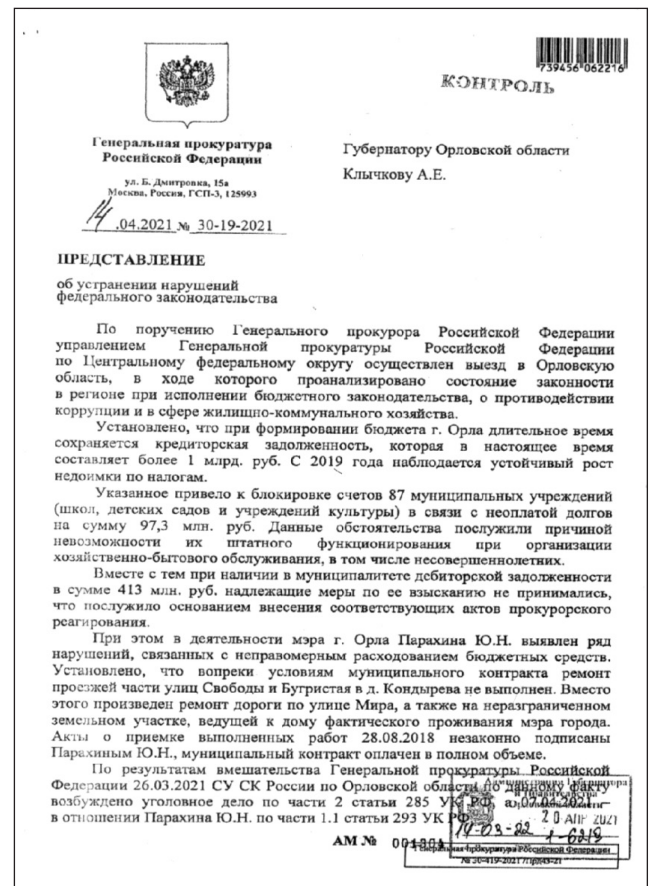 739456 062216
КОНТРОЛЬ
Генеральная прокуратура
Российской Федерации
ул. Б. Дмитровка, 15а
Москва, Россия, ГСП-3, 125993
14.04.2021 № 30-19-2021
Губернатору Орловской области
Клычкову А.Е.
ПРЕДСТАВЛЕНИЕ
об устранении нарушений
федерального законодательства
По поручению Генерального прокурора Российской Федерации
управлением Генеральной прокуратуры Российской Федерации
по Центральному федеральному округу осуществлен выезд в Орловскую
область, в ходе которого проанализировано состояние законности
в регионе при исполнении бюджетного законодательства, о противодействии
коррупции и в сфере жилищно-коммунального хозяйства.
Установлено, что при формировании бюджета г. Орла длительное время
сохраняется кредиторская задолженность, которая в настоящее время
составляет более 1 млрд. руб. С 2019 года наблюдается устойчивый рост
недоимки по налогам.
Указанное привело к блокировке счетов 87 муниципальных учреждений
(школ, детских садов и учреждений культуры) в связи с неоплатой долгов
на сумму 97,3 млн. руб. Данные обстоятельства послужили причиной
невозможности их штатного функционирования при организации
хозяйственно-бытового обслуживания, в том числе несовершеннолетних.
Вместе с тем при наличии в муниципалитете дебиторской задолженности
в сумме 413 млн. руб. надлежащие меры по ее взысканию не принимались,
что послужило основанием внесения соответствующих актов прокурорского
реагирования.
При этом в деятельности мэра г. Орла Парахина Ю.Н. выявлен ряд
нарушений, связанных с неправомерным расходованием бюджетных средств.
Установлено, что вопреки условиям муниципального контракта ремонт
проезжей части улиц Свободы и Бугристая в д. Кондырева не выполнен. Вместо
этого произведен ремонт дороги по улице Мира, а также на неразграниченном
земельном участке, ведущей к дому фактического проживания мэра города.
Акты о приемке выполненных работ 28.08.2018 незаконно подписаны
Парахиным Ю.Н., муниципальный контракт оплачен в полном объеме.
По результатам вмешательства Генеральной прокуратуры Российской
Федерации 26.03.2021 СУ СК России по Орловской области по данному факту
возбуждено уголовное дело по части 2 статьи 285 УК РФ, а 07.04.2021
в отношении Парахина Ю.Н. по части 1.1 статьи 293 УК РФ.
Администрация Губернатора
и Правительства
20 АПР 2021
АМ №
Генеральная прокуратура Российской Федерации